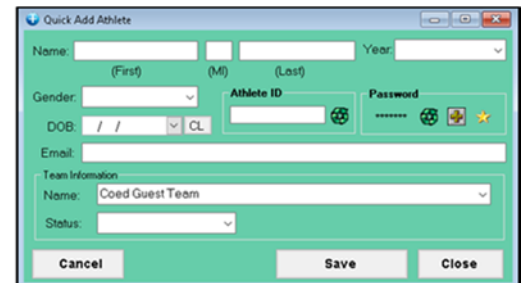 Quick Add Athlete
Name: Year:
(First) (MI) (Last)
Gender: Athlete ID Password
DOB: / / CL *******
Email:
Team Information
Name: Coed Guest Team
Status:
Cancel Save Close